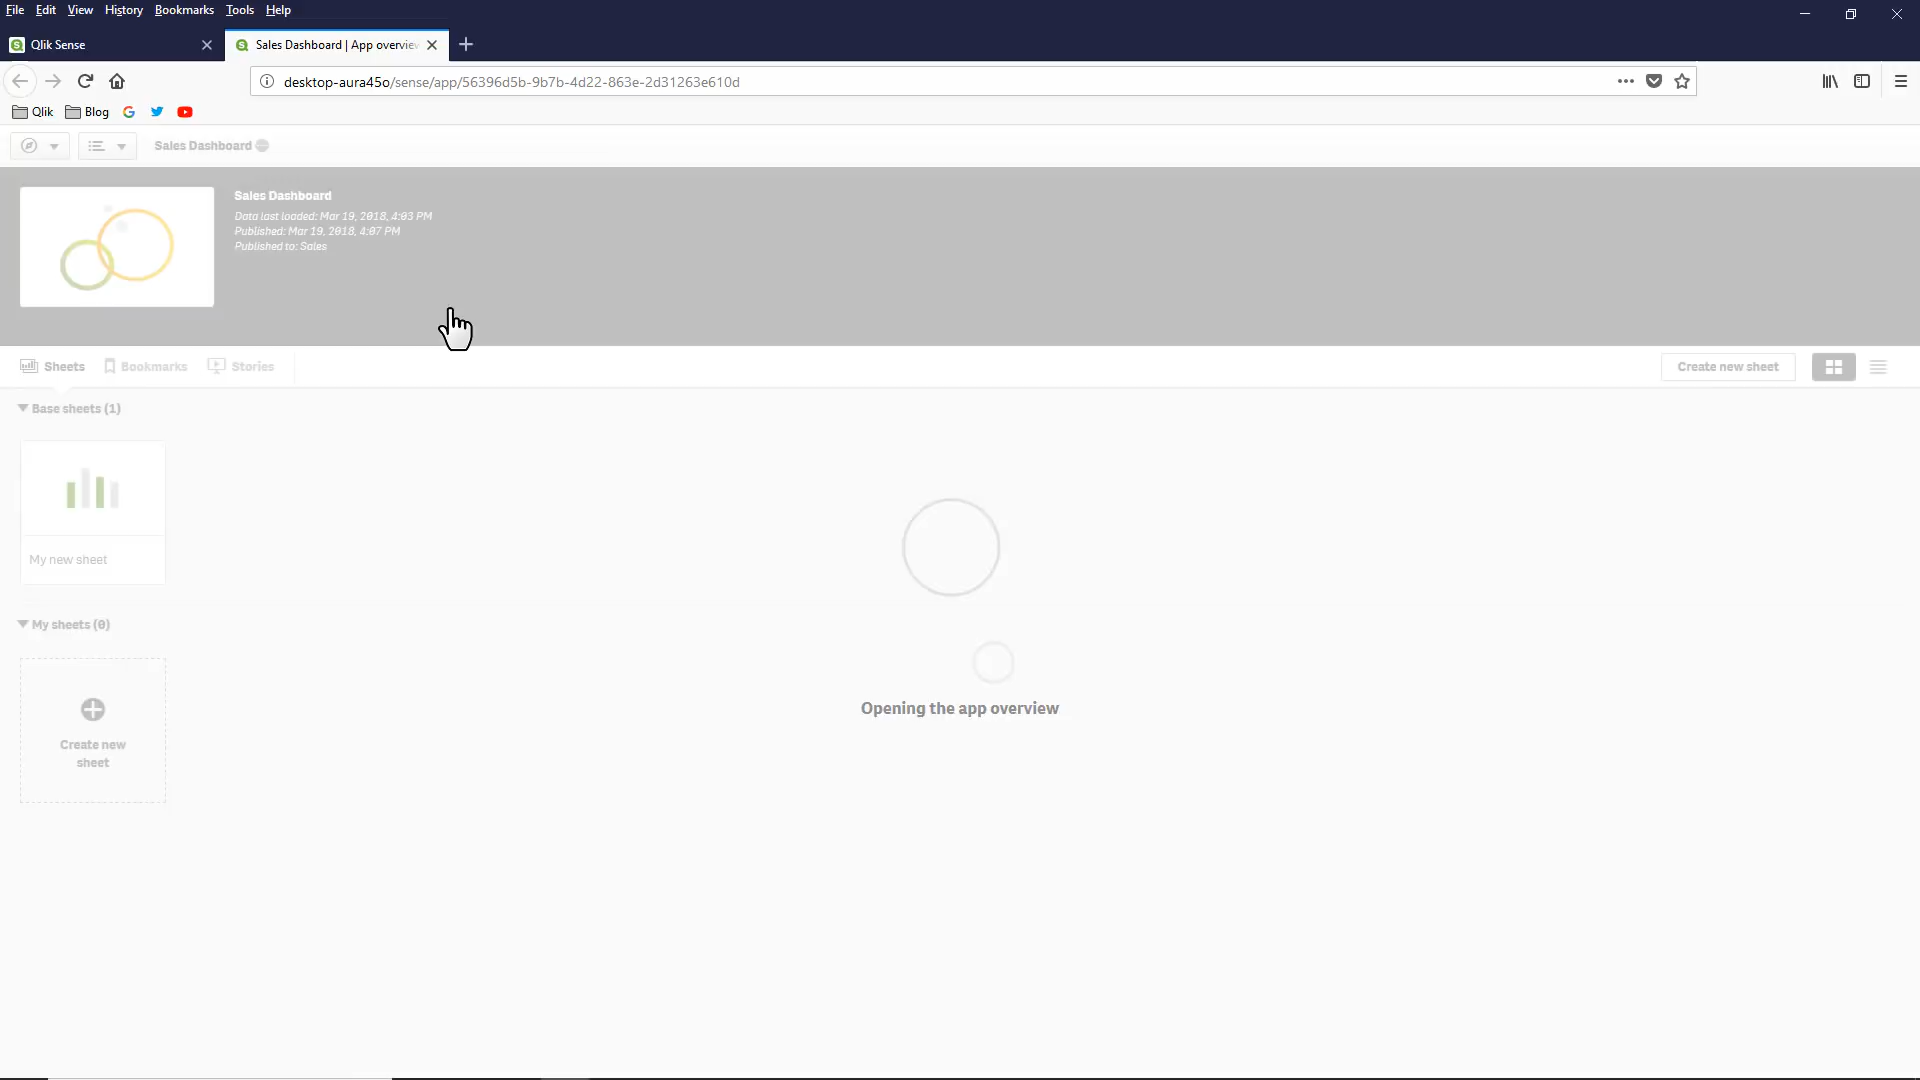 File Edit View History Bookmarks Tools Help
Qlik Sense
Sales Dashboard | App overview
desktop-aura45o/sense/app/56396d5b-9b7b-4d22-863e-2d31263e610d
Qlik Blog
Sales Dashboard
Sales Dashboard
Data last loaded: Mar 19, 2018, 4:03 PM
Published: Mar 19, 2018, 4:07 PM
Published to: Sales
Sheets Bookmarks Stories Create new sheet
Base sheets (1)
My new sheet
My sheets (0)
Create new
sheet
Opening the app overview